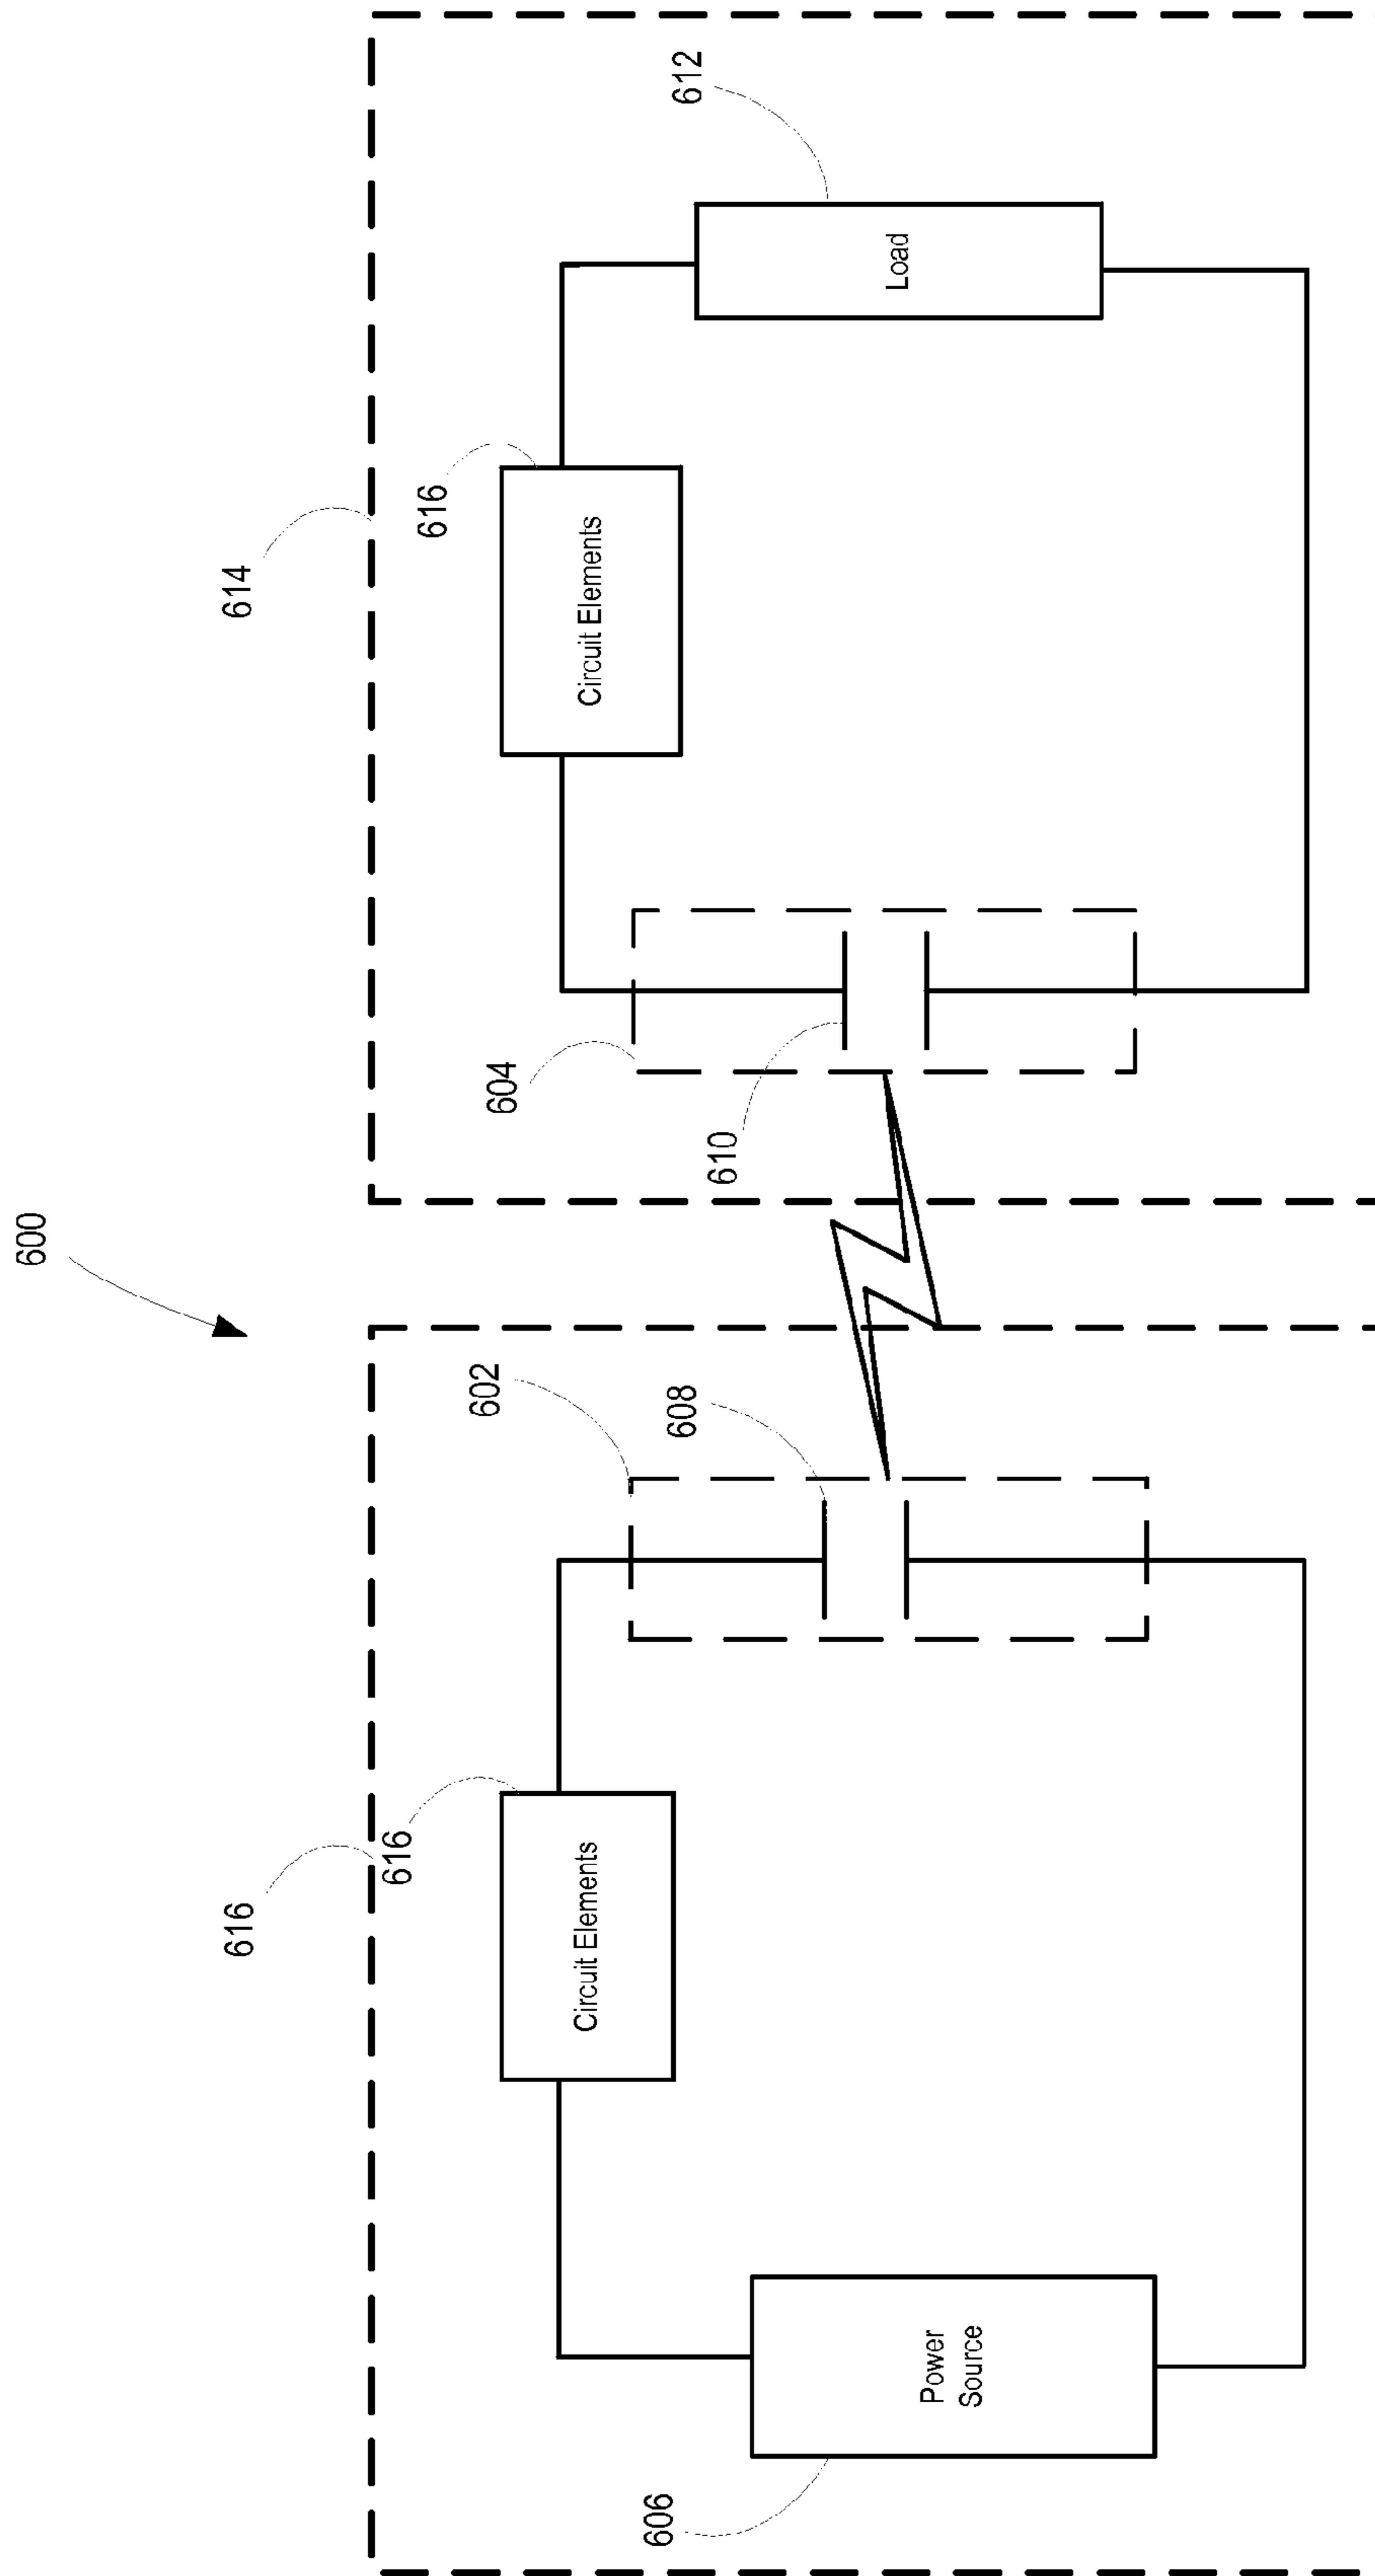 600
616
614
616
616
602
604
606
608
610
612
Circuit Elements
Circuit Elements
Power
Source
Load